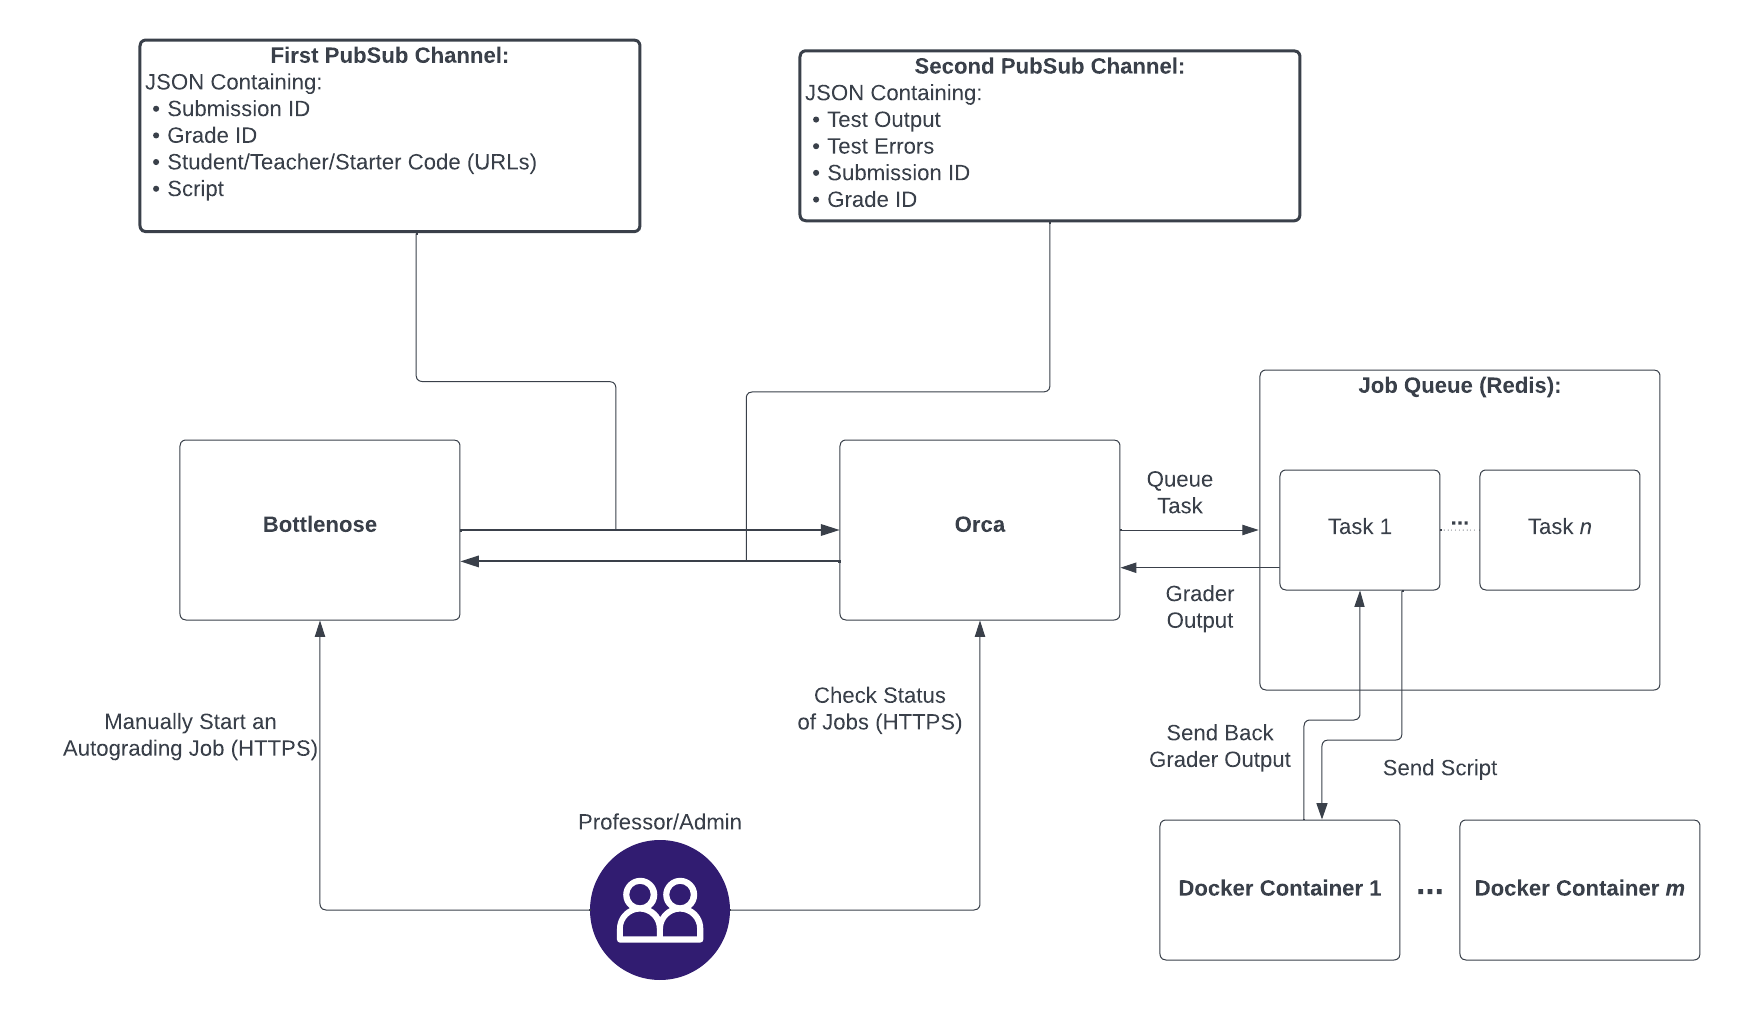 First PubSub Channel:
JSON Containing:
• Submission ID
• Grade ID
• Student/Teacher/Starter Code (URLs)
• Script
Second PubSub Channel:
JSON Containing:
• Test Output
• Test Errors
• Submission ID
• Grade ID
Job Queue (Redis):
Bottlenose
Orca
Queue
Task
Task 1
...
Task n
Grader
Output
Manually Start an
Autograding Job (HTTPS)
Check Status
of Jobs (HTTPS)
Send Back
Grader Output
Send Script
Professor/Admin
Docker Container 1
...
Docker Container m